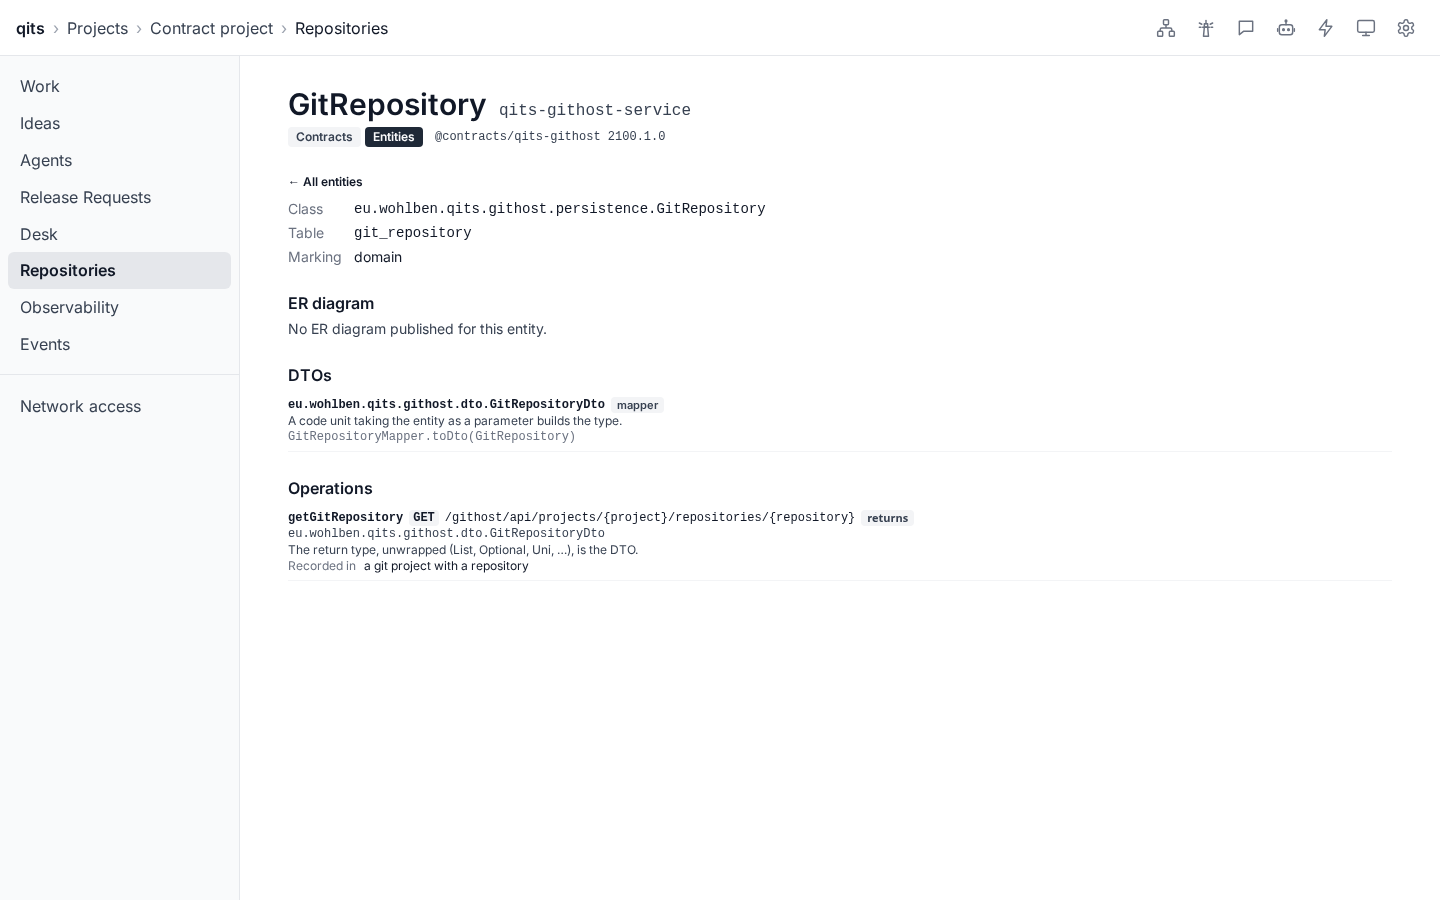 qits › Projects › Contract project › Repositories
Work
Ideas
Agents
Release Requests
Desk
Repositories
Observability
Events
Network access
GitRepository qits-githost-service
Contracts Entities @contracts/qits-githost 2100.1.0
← All entities
Class eu.wohlben.qits.githost.persistence.GitRepository
Table git_repository
Marking domain
ER diagram
No ER diagram published for this entity.
DTOs
eu.wohlben.qits.githost.dto.GitRepositoryDto mapper
A code unit taking the entity as a parameter builds the type.
GitRepositoryMapper.toDto(GitRepository)
Operations
getGitRepository GET /githost/api/projects/{project}/repositories/{repository} returns
eu.wohlben.qits.githost.dto.GitRepositoryDto
The return type, unwrapped (List, Optional, Uni, ...), is the DTO.
Recorded in a git project with a repository